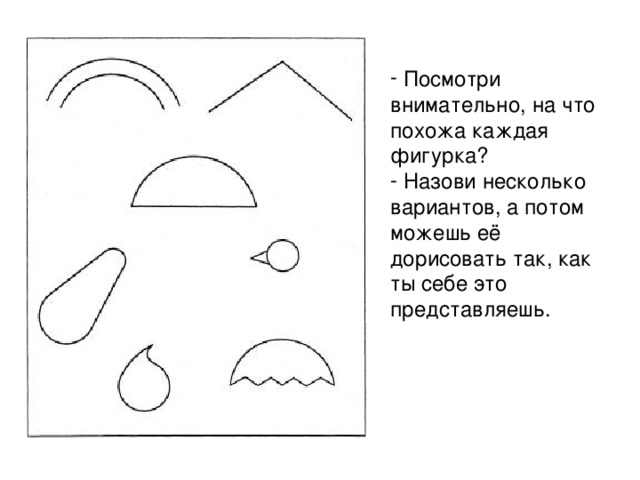 - Посмотри
внимательно, на что
похожа каждая
фигурка?
- Назови несколько
вариантов, а потом
можешь её
дорисовать так, как
ты себе это
представляешь.